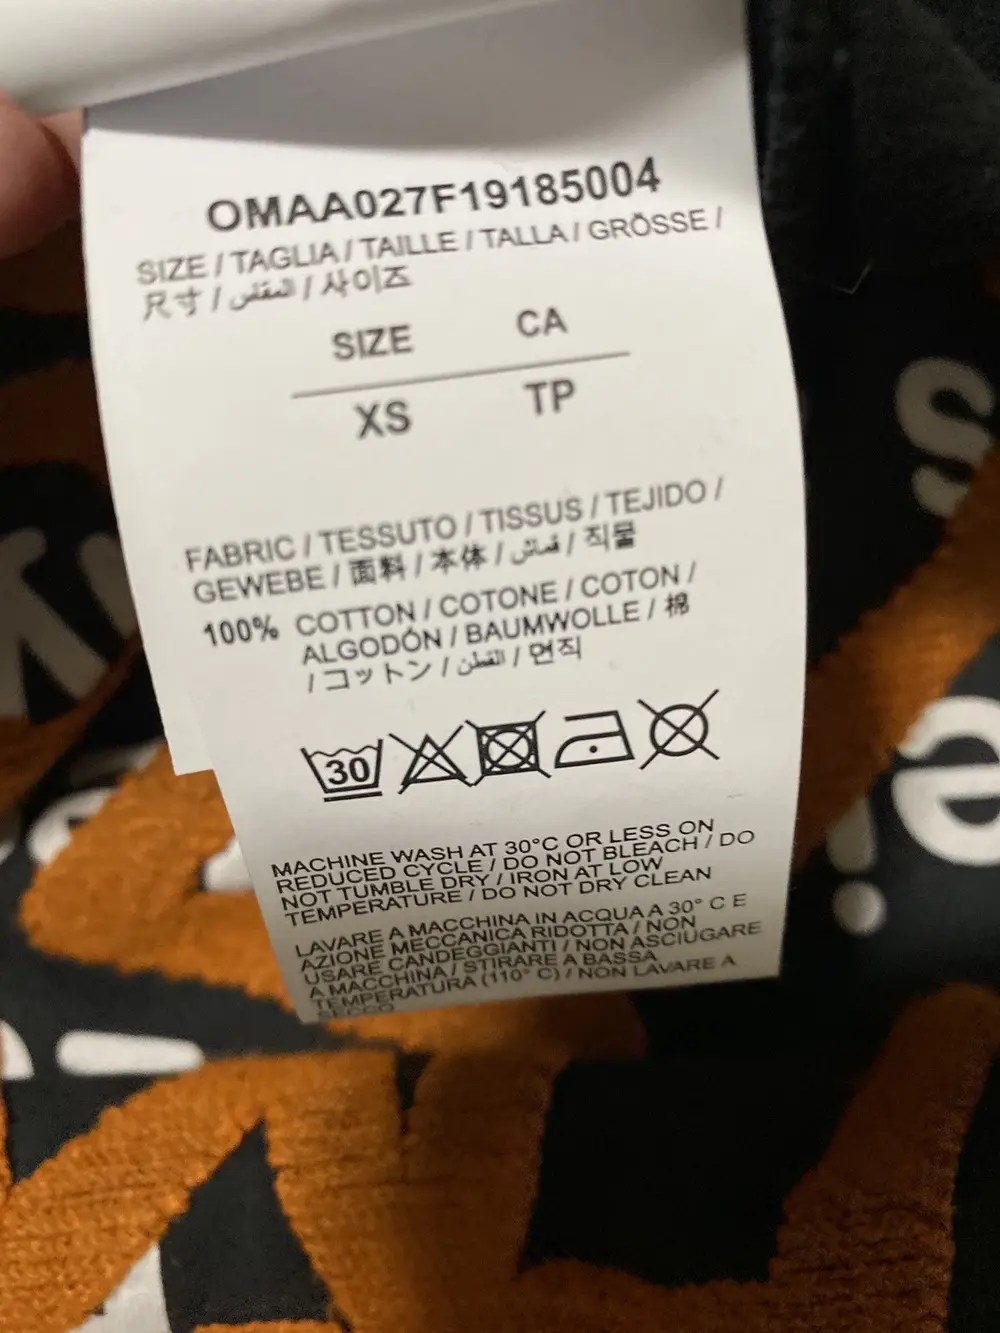 OMAA027F19185004
SIZE / TAGLIA / TAILLE / TALLA / GRÖSSE /
尺寸 / المقاس / 사이즈
SIZE CA
XS TP
FABRIC / TESSUTO / TISSUS / TEJIDO /
GEWEBE / 面料 / 本体 / قماش / 직물
100% COTTON / COTONE / COTON /
ALGODÓN / BAUMWOLLE / 棉
/ コットン / القطن / 면직
30
MACHINE WASH AT 30°C OR LESS ON
REDUCED CYCLE / DO NOT BLEACH / DO
NOT TUMBLE DRY / IRON AT LOW
TEMPERATURE / DO NOT DRY CLEAN
LAVARE A MACCHINA IN ACQUA A 30° C E
AZIONE MECCANICA RIDOTTA / NON
USARE CANDEGGIANTI / NON ASCIUGARE
A MACCHINA / STIRARE A BASSA
TEMPERATURA (110° C) / NON LAVARE A
SECCO
s
e